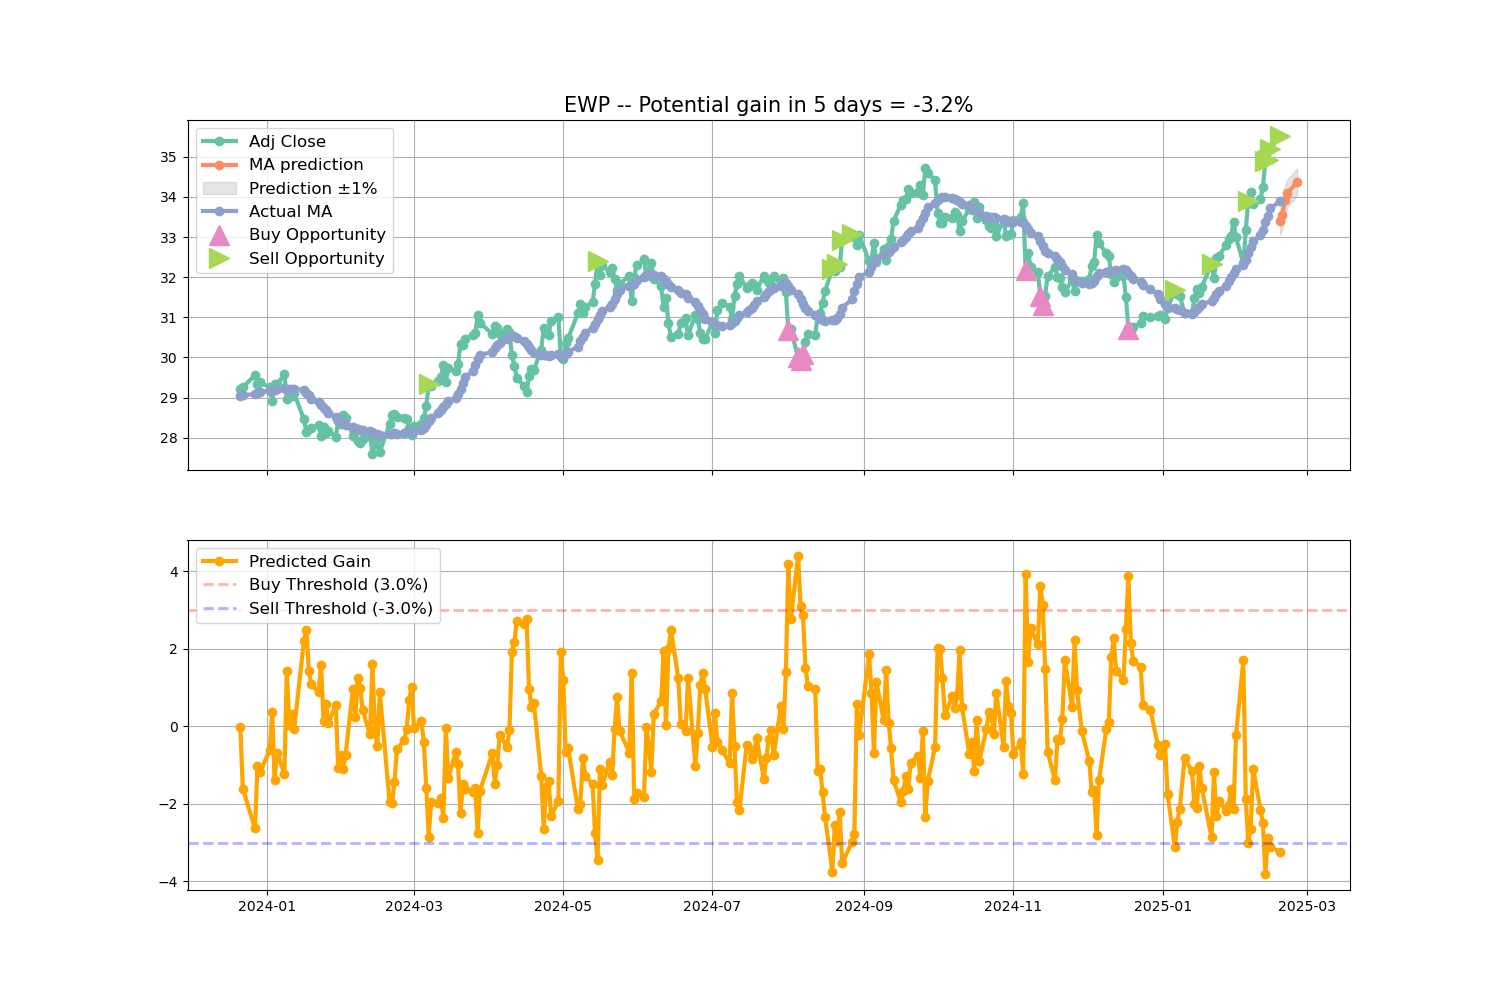 EWP -- Potential gain in 5 days = -3.2%
Adj Close
MA prediction
Prediction ±1%
Actual MA
Buy Opportunity
Sell Opportunity
35
34
33
32
31
30
29
28
Predicted Gain
Buy Threshold (3.0%)
Sell Threshold (-3.0%)
4
2
0
−2
−4
2024-01 2024-03 2024-05 2024-07 2024-09 2024-11 2025-01 2025-03